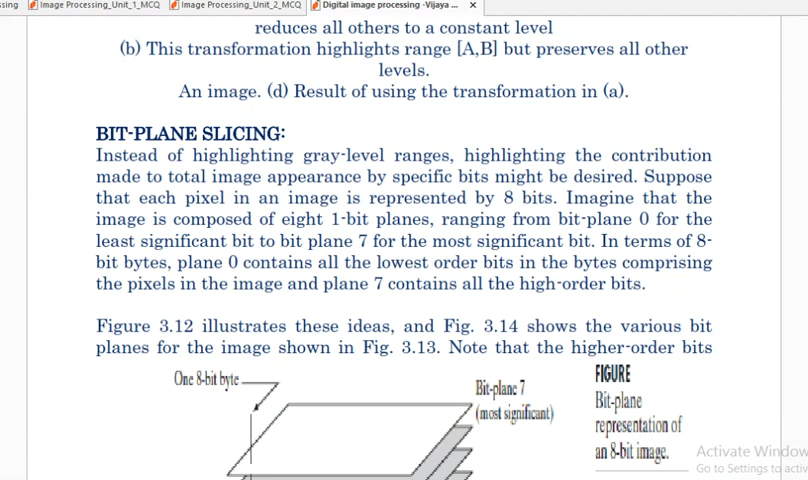 ssing
Image Processing_Unit_1_MCQ
Image Processing_Unit_2_MCQ
Digital image processing -Vijaya ...
reduces all others to a constant level
(b) This transformation highlights range [A,B] but preserves all other
levels.
An image. (d) Result of using the transformation in (a).
BIT-PLANE SLICING:
Instead of highlighting gray-level ranges, highlighting the contribution
made to total image appearance by specific bits might be desired. Suppose
that each pixel in an image is represented by 8 bits. Imagine that the
image is composed of eight 1-bit planes, ranging from bit-plane 0 for the
least significant bit to bit plane 7 for the most significant bit. In terms of 8-
bit bytes, plane 0 contains all the lowest order bits in the bytes comprising
the pixels in the image and plane 7 contains all the high-order bits.
Figure 3.12 illustrates these ideas, and Fig. 3.14 shows the various bit
planes for the image shown in Fig. 3.13. Note that the higher-order bits
One 8-bit byte
Bit-plane 7
(most significant)
FIGURE
Bit-plane
representation of
an 8-bit image.
Activate Window
Go to Settings to activ